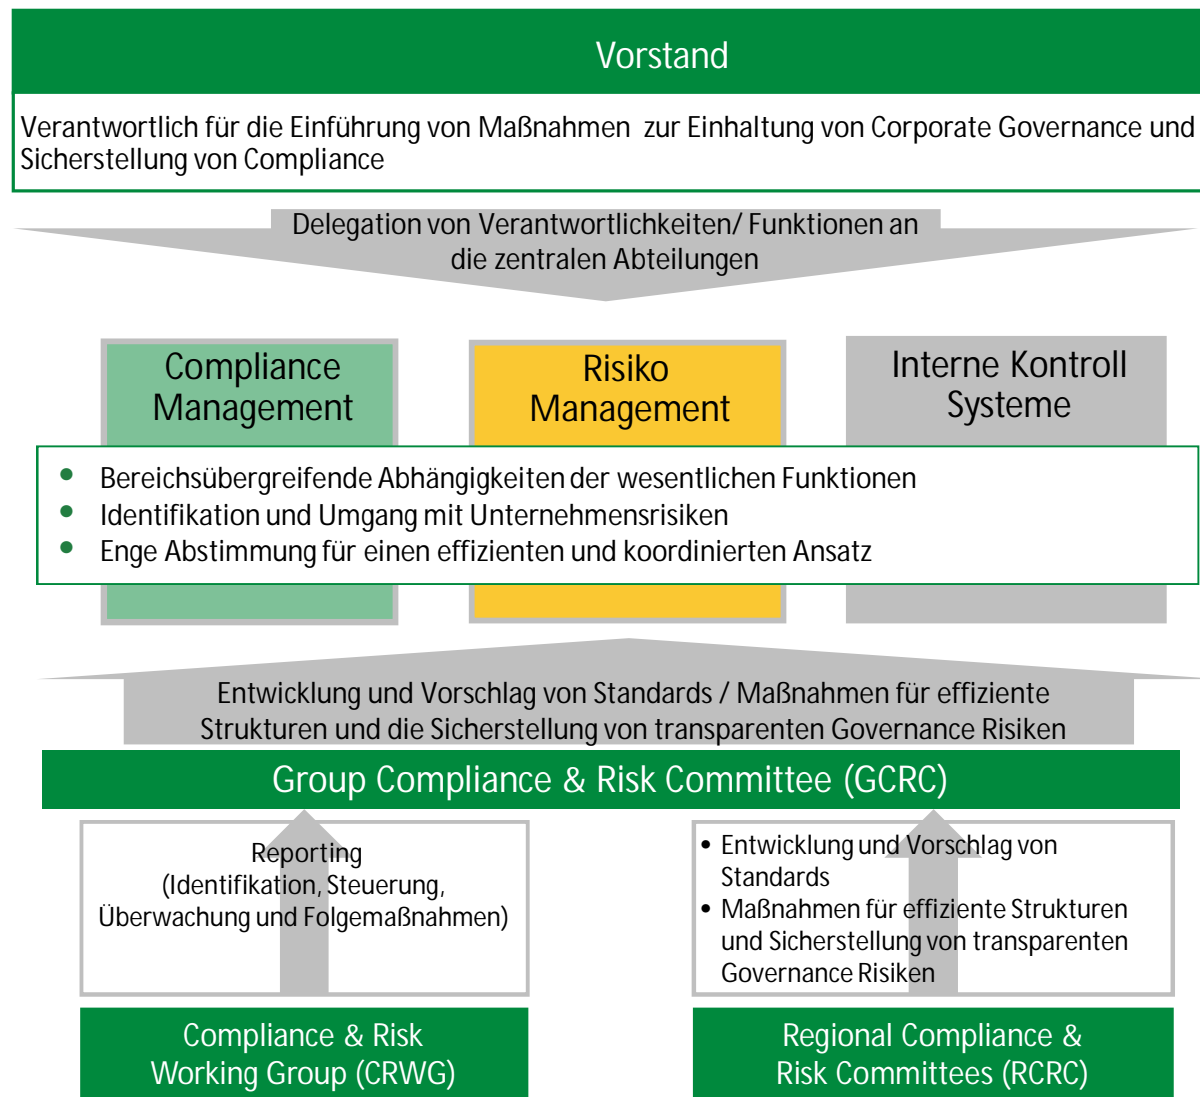 Vorstand
Verantwortlich für die Einführung von Maßnahmen zur Einhaltung von Corporate Governance und
Sicherstellung von Compliance
Delegation von Verantwortlichkeiten/ Funktionen an
die zentralen Abteilungen
Compliance
Management
Risiko
Management
Interne Kontroll
Systeme
• Bereichsübergreifende Abhängigkeiten der wesentlichen Funktionen
• Identifikation und Umgang mit Unternehmensrisiken
• Enge Abstimmung für einen effizienten und koordinierten Ansatz
Entwicklung und Vorschlag von Standards / Maßnahmen für effiziente
Strukturen und die Sicherstellung von transparenten Governance Risiken
Group Compliance & Risk Committee (GCRC)
Reporting
(Identifikation, Steuerung,
Überwachung und Folgemaßnahmen)
• Entwicklung und Vorschlag von
Standards
• Maßnahmen für effiziente Strukturen
und Sicherstellung von transparenten
Governance Risiken
Compliance & Risk
Working Group (CRWG)
Regional Compliance &
Risk Committees (RCRC)